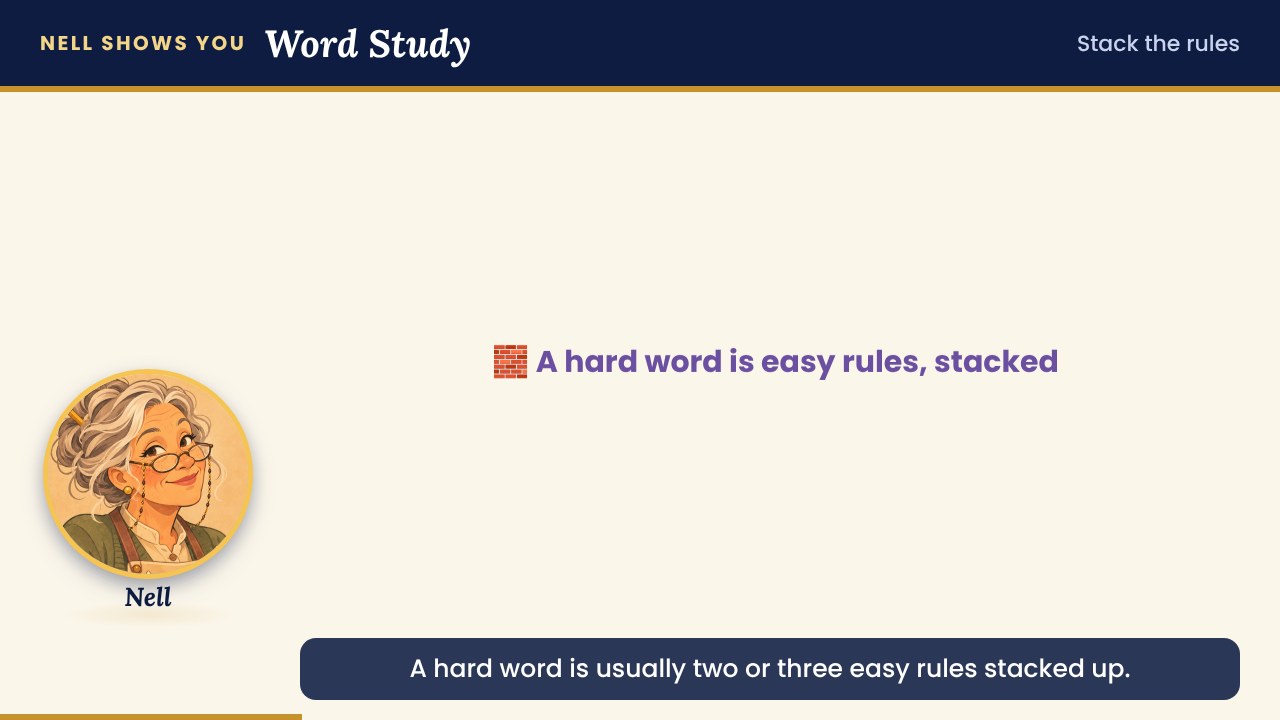 NELL SHOWS YOU Word Study
Stack the rules
🧱 A hard word is easy rules, stacked
Nell
A hard word is usually two or three easy rules stacked up.